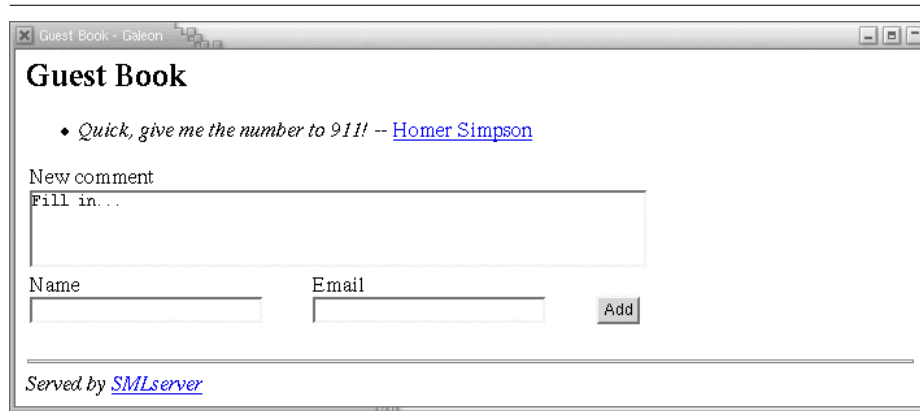 Guest Book - Galeon
Guest Book
• Quick, give me the number to 911! -- Homer Simpson
New comment
Fill in...
Name Email
Add
Served by SMLserver